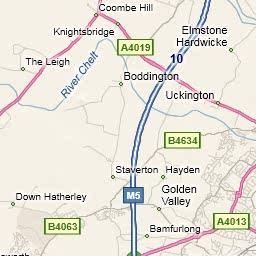 Coombe Hill
Knightsbridge
Elmstone
Hardwicke
A4019
10
The Leigh
River Chelt
Boddington
Uckington
B4634
Staverton
Hayden
M5
Golden
Valley
Down Hatherley
B4063
A4013
Bamfurlong